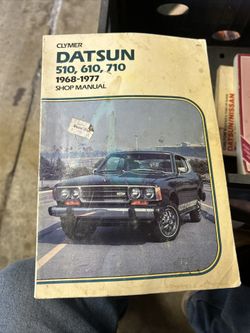 CLYMER
DATSUN
510, 610, 710
1968-1977
SHOP MANUAL
DATSUN/NISSAN